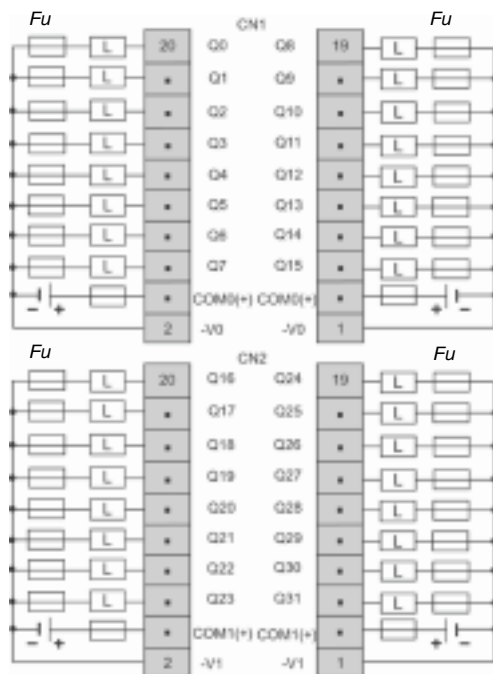 Fu CN1 Fu
L 20 Q0 Q8 19 L
L Q1 Q9 L
L Q2 Q10 L
L Q3 Q11 L
L Q4 Q12 L
L Q5 Q13 L
L Q6 Q14 L
L Q7 Q15 L
- + COM0(+) COM0(+) + -
2 -V0 -V0 1
Fu CN2 Fu
L 20 Q16 Q24 19 L
L Q17 Q25 L
L Q18 Q26 L
L Q19 Q27 L
L Q20 Q28 L
L Q21 Q29 L
L Q22 Q30 L
L Q23 Q31 L
- + COM1(+) COM1(+) + -
2 -V1 -V1 1